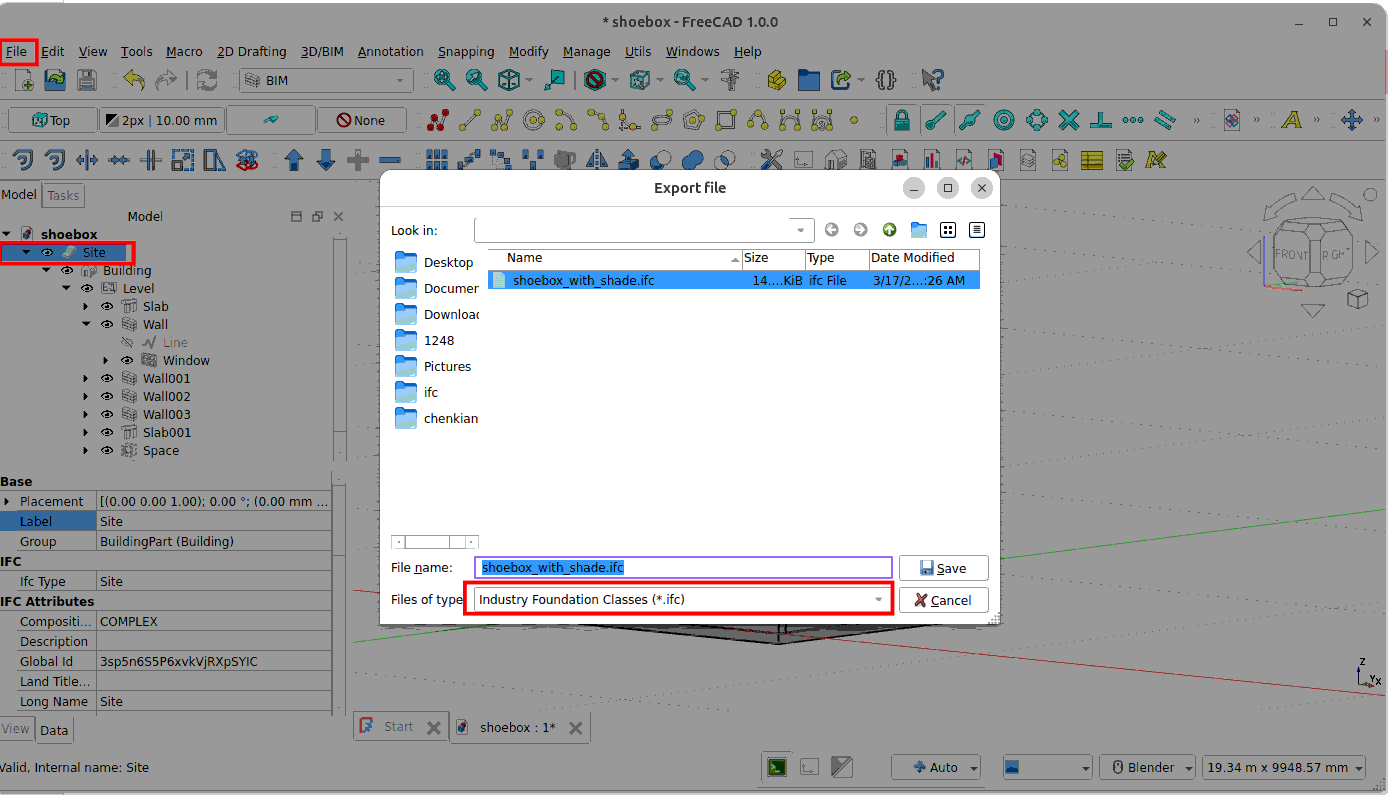 * shoebox - FreeCAD 1.0.0
File Edit View Tools Macro 2D Drafting 3D/BIM Annotation Snapping Modify Manage Utils Windows Help
BIM
Top 2px | 10.00 mm None
Model Tasks
Model
shoebox
Site
Building
Level
Slab
Wall
Line
Window
Wall001
Wall002
Wall003
Slab001
Space
Base
Placement [(0.00 0.00 1.00); 0.00 °; (0.00 mm ...
Label Site
Group BuildingPart (Building)
IFC
Ifc Type Site
IFC Attributes
Compositi... COMPLEX
Description
Global Id 3sp5n6S5P6xvkVjRXpSYIC
Land Title...
Long Name Site
View Data
Export file
Look in:
Desktop
Documer
Downloac
1248
Pictures
ifc
chenkian
Name Size Type Date Modified
shoebox_with_shade.ifc 14....KiB ifc File 3/17/2...:26 AM
File name: shoebox_with_shade.ifc Save
Files of type Industry Foundation Classes (*.ifc) Cancel
FRONT RIGHT
Z
Y X
Start shoebox : 1*
Valid, Internal name: Site
Auto Blender 19.34 m x 9948.57 mm